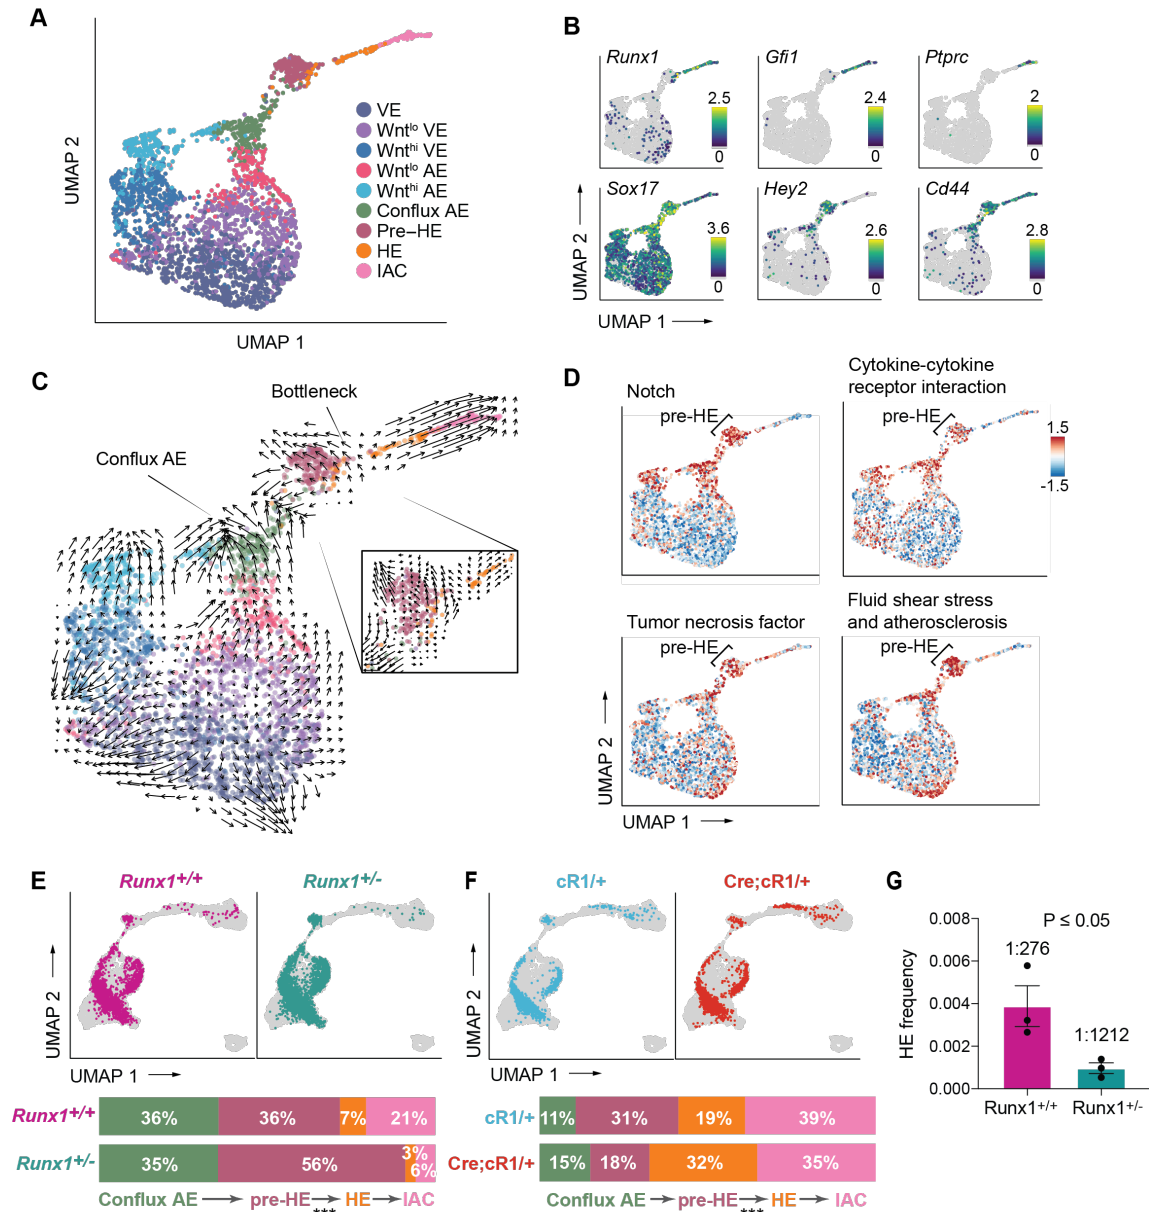 A
UMAP 2
UMAP 1
VE
Wntlo VE
Wnthi VE
Wntlo AE
Wnthi AE
Conflux AE
Pre–HE
HE
IAC
B
Runx1
2.5
0
Gfi1
2.4
0
Ptprc
2
0
Sox17
3.6
0
Hey2
2.6
0
Cd44
2.8
0
UMAP 2
UMAP 1
C
Bottleneck
Conflux AE
D
Notch
pre-HE
Cytokine-cytokine
receptor interaction
pre-HE
1.5
-1.5
Tumor necrosis factor
pre-HE
Fluid shear stress
and atherosclerosis
pre-HE
UMAP 2
UMAP 1
E
Runx1+/+
Runx1+/-
UMAP 2
UMAP 1
Runx1+/+
36%
36%
7%
21%
Runx1+/-
35%
56%
3%
6%
Conflux AE
pre-HE
HE
IAC
***
F
cR1/+
Cre;cR1/+
UMAP 2
UMAP 1
cR1/+
11%
31%
19%
39%
Cre;cR1/+
15%
18%
32%
35%
Conflux AE
pre-HE
HE
IAC
***
G
HE frequency
0.008
0.006
0.004
0.002
0.000
P ≤ 0.05
1:276
1:1212
Runx1+/+
Runx1+/-